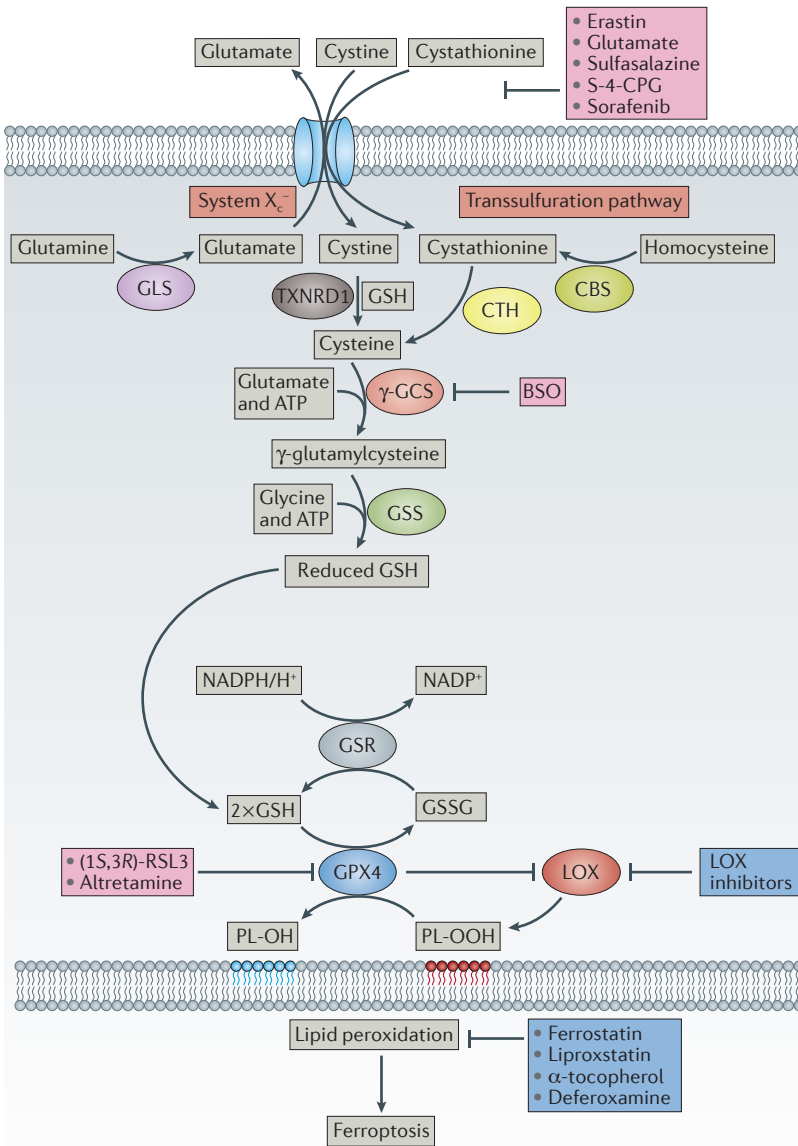 • Erastin
• Glutamate
• Sulfasalazine
• S-4-CPG
• Sorafenib
Glutamate
Cystine
Cystathionine
System Xc⁻
Transsulfuration pathway
Glutamine
Glutamate
Cystine
Cystathionine
Homocysteine
GLS
TXNRD1
GSH
CTH
CBS
Cysteine
Glutamate
and ATP
γ-GCS
BSO
γ-glutamylcysteine
Glycine
and ATP
GSS
Reduced GSH
NADPH/H⁺
NADP⁺
GSR
2×GSH
GSSG
• (1S,3R)-RSL3
• Altretamine
GPX4
LOX
LOX
inhibitors
PL-OH
PL-OOH
Lipid peroxidation
• Ferrostatin
• Liproxstatin
• α-tocopherol
• Deferoxamine
Ferroptosis